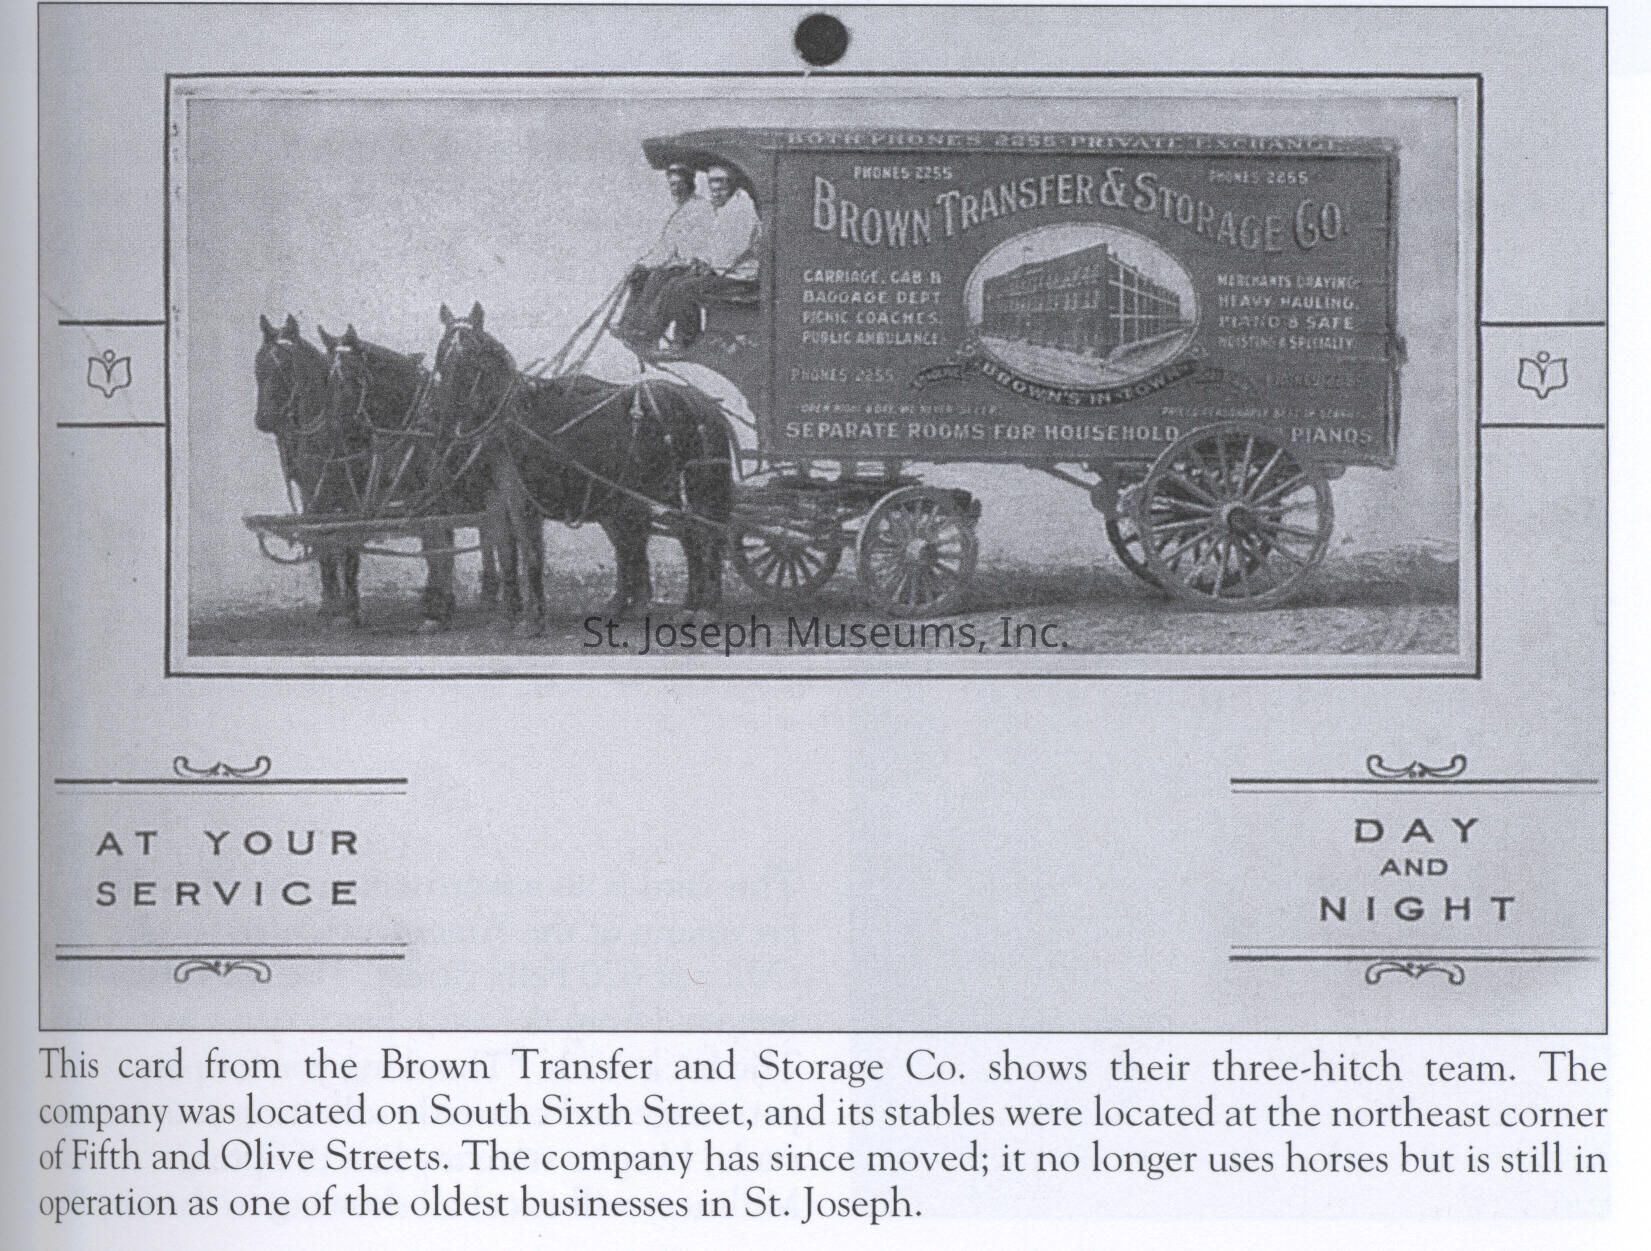 BOTH PHONES 2255 PRIVATE EXCHANGE
PHONES 2255
PHONES 2255
BROWN TRANSFER & STORAGE CO.
CARRIAGE, CAB &
BAGGAGE DEPT
PICNIC COACHES.
PUBLIC AMBULANCE.
PHONES 2255
MERCHANTS DRAYING
HEAVY HAULING.
PIANO & SAFE
HOISTING A SPECIALTY
BROWN'S IN TOWN
SEPARATE ROOMS FOR HOUSEHOLD PIANOS
St. Joseph Museums, Inc.
AT YOUR
SERVICE
DAY
AND
NIGHT
This card from the Brown Transfer and Storage Co. shows their three-hitch team. The
company was located on South Sixth Street, and its stables were located at the northeast corner
of Fifth and Olive Streets. The company has since moved; it no longer uses horses but is still in
operation as one of the oldest businesses in St. Joseph.